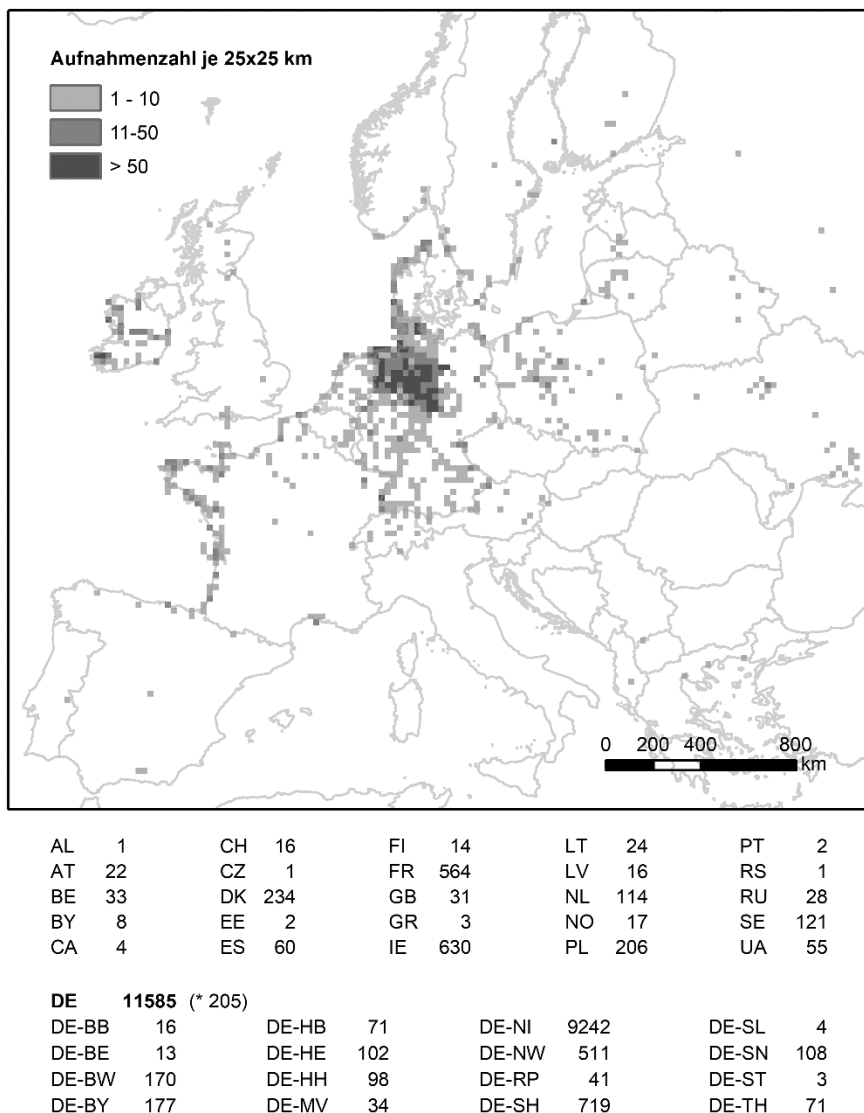 Aufnahmenzahl je 25x25 km
1 - 10
11-50
> 50
0 200 400 800
km
AL 1 CH 16 FI 14 LT 24 PT 2
AT 22 CZ 1 FR 564 LV 16 RS 1
BE 33 DK 234 GB 31 NL 114 RU 28
BY 8 EE 2 GR 3 NO 17 SE 121
CA 4 ES 60 IE 630 PL 206 UA 55
DE 11585 (* 205)
DE-BB 16 DE-HB 71 DE-NI 9242 DE-SL 4
DE-BE 13 DE-HE 102 DE-NW 511 DE-SN 108
DE-BW 170 DE-HH 98 DE-RP 41 DE-ST 3
DE-BY 177 DE-MV 34 DE-SH 719 DE-TH 71